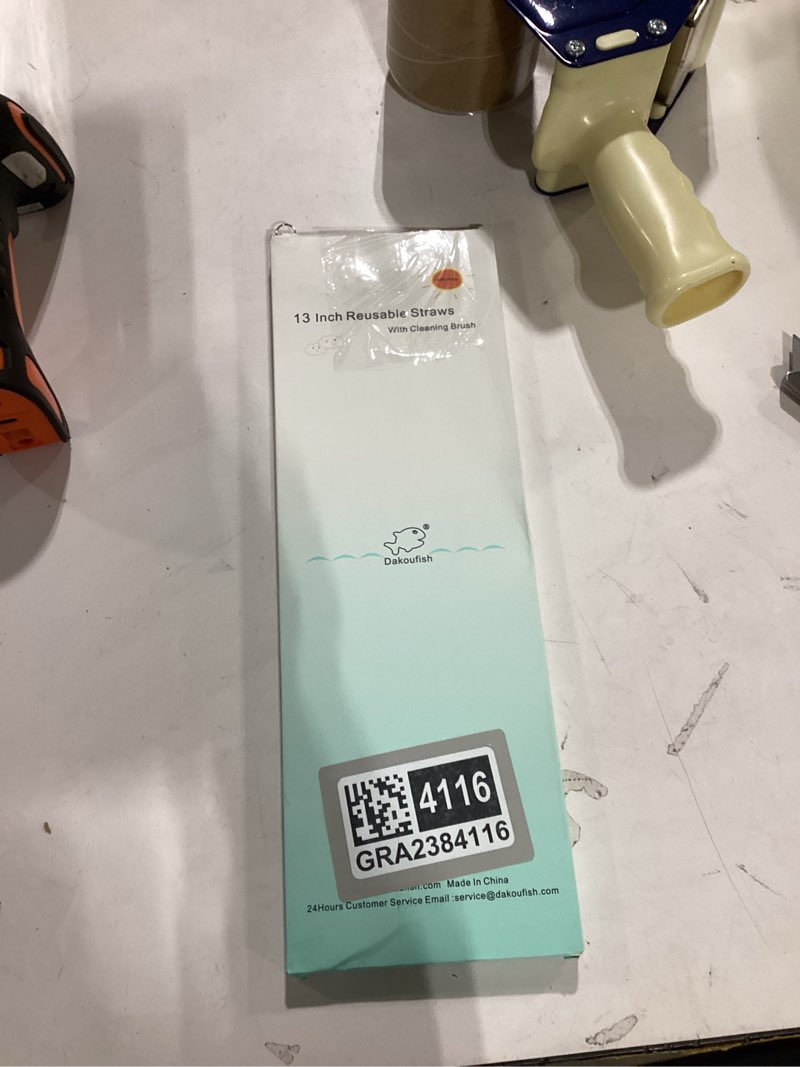 13 Inch Reusable Straws
With Cleaning Brush
®
Dakoufish
4116
GRA2384116
Made In China
24Hours Customer Service Email :service@dakoufish.com